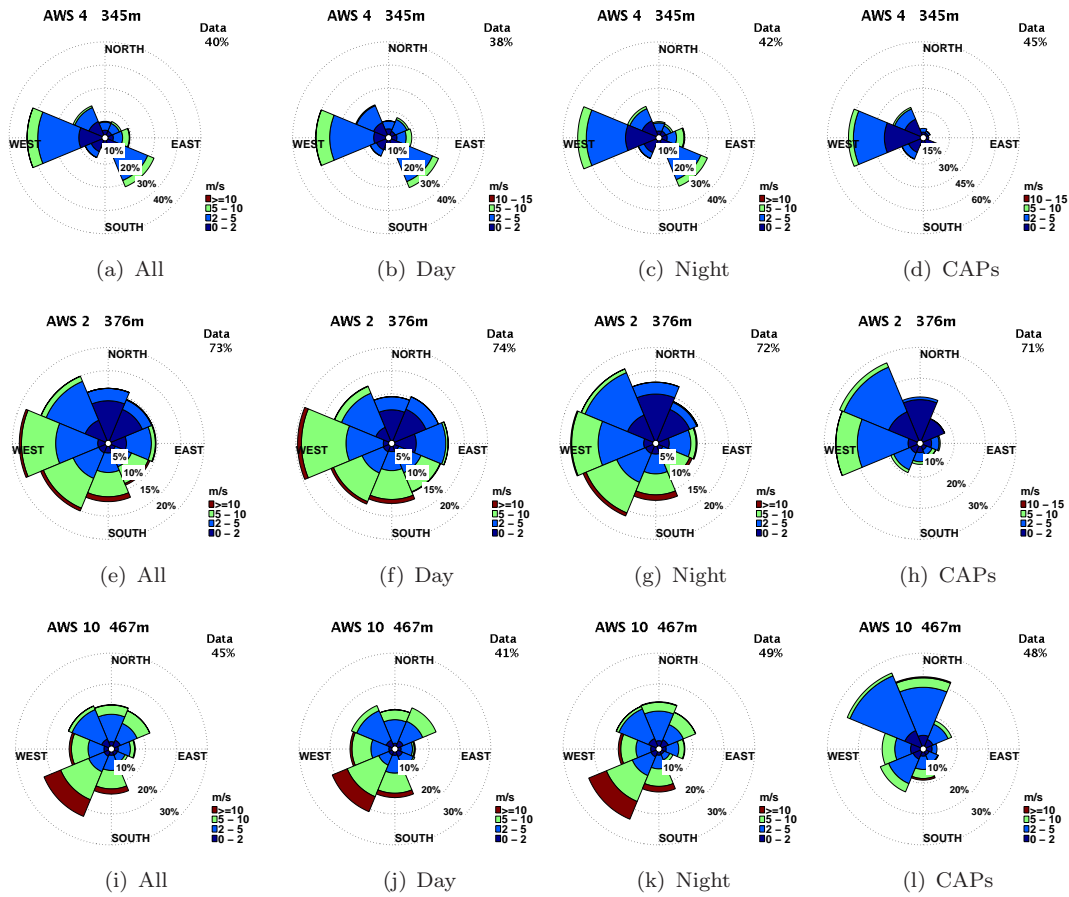 AWS 4 345m
Data
40%
NORTH
WEST
EAST
SOUTH
10%
20%
30%
40%
m/s
>=10
5 – 10
2 – 5
0 – 2
(a) All
AWS 4 345m
Data
38%
NORTH
WEST
EAST
SOUTH
10%
20%
30%
40%
m/s
10 – 15
5 – 10
2 – 5
0 – 2
(b) Day
AWS 4 345m
Data
42%
NORTH
WEST
EAST
SOUTH
10%
20%
30%
40%
m/s
>=10
5 – 10
2 – 5
0 – 2
(c) Night
AWS 4 345m
Data
45%
NORTH
WEST
EAST
SOUTH
15%
30%
45%
60%
m/s
10 – 15
5 – 10
2 – 5
0 – 2
(d) CAPs
AWS 2 376m
Data
73%
NORTH
WEST
EAST
SOUTH
5%
10%
15%
20%
m/s
>=10
5 – 10
2 – 5
0 – 2
(e) All
AWS 2 376m
Data
74%
NORTH
WEST
EAST
SOUTH
5%
10%
15%
20%
m/s
>=10
5 – 10
2 – 5
0 – 2
(f) Day
AWS 2 376m
Data
72%
NORTH
WEST
EAST
SOUTH
5%
10%
15%
20%
m/s
>=10
5 – 10
2 – 5
0 – 2
(g) Night
AWS 2 376m
Data
71%
NORTH
WEST
EAST
SOUTH
10%
20%
30%
m/s
10 – 15
5 – 10
2 – 5
0 – 2
(h) CAPs
AWS 10 467m
Data
45%
NORTH
WEST
EAST
SOUTH
10%
20%
30%
m/s
>=10
5 – 10
2 – 5
0 – 2
(i) All
AWS 10 467m
Data
41%
NORTH
WEST
EAST
SOUTH
10%
20%
30%
m/s
>=10
5 – 10
2 – 5
0 – 2
(j) Day
AWS 10 467m
Data
49%
NORTH
WEST
EAST
SOUTH
10%
20%
30%
m/s
>=10
5 – 10
2 – 5
0 – 2
(k) Night
AWS 10 467m
Data
48%
NORTH
WEST
EAST
SOUTH
10%
20%
30%
m/s
>=10
5 – 10
2 – 5
0 – 2
(l) CAPs